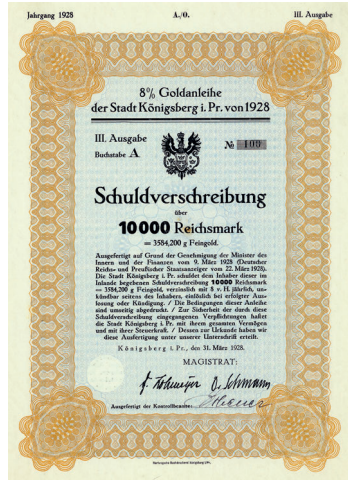 Jahrgang 1928 A./O. III. Ausgabe
8% Goldanleihe
der Stadt Königsberg i. Pr. von 1928
III. Ausgabe
Buchstabe A
№ 100
Schuldverschreibung
über
10000 Reichsmark
= 3584,200 g Feingold.
Ausgefertigt auf Grund der Genehmigung der Minister des
Innern und der Finanzen vom 9. März 1928 (Deutscher
Reichs- und Preußischer Staatsanzeiger vom 22. März 1928).
Die Stadt Königsberg i. Pr. schuldet dem Inhaber dieser im
Inlande begebenen Schuldverschreibung 10000 Reichsmark
= 3584,200 g Feingold, verzinslich mit 8 v. H. jährlich, un-
kündbar seitens des Inhabers, einlöslich bei erfolgter Aus-
losung oder Kündigung. / Die Bedingungen dieser Anleihe
sind umseitig abgedruckt. / Zur Sicherheit der durch diese
Schuldverschreibung eingegangenen Verpflichtungen haftet
die Stadt Königsberg i. Pr. mit ihrem gesamten Vermögen
und mit ihrer Steuerkraft. / Dessen zur Urkunde haben wir
diese Ausfertigung unter unserer Unterschrift erteilt.
Königsberg i. Pr., den 31. März 1928.
MAGISTRAT:
Ausgefertigt der Kontrollbeamte: